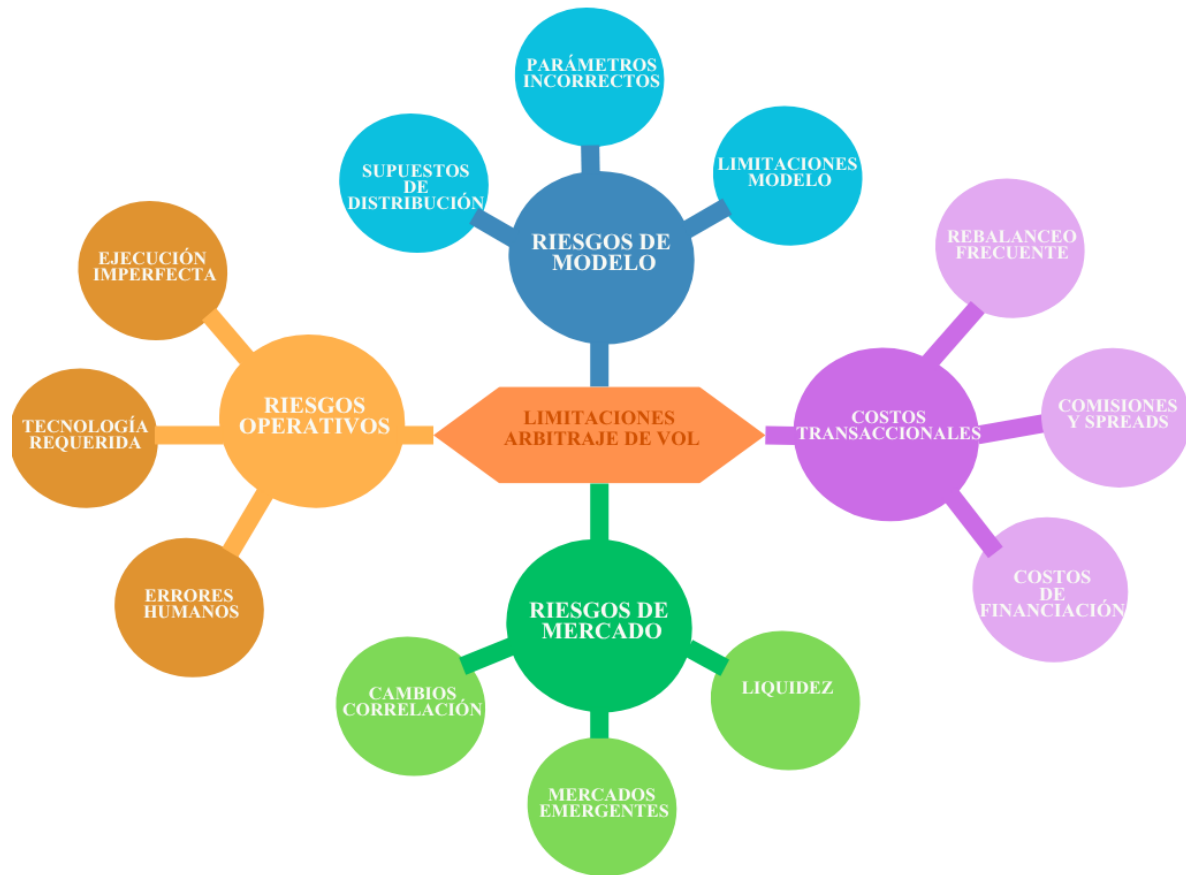 PARÁMETROS
INCORRECTOS
SUPUESTOS
DE
DISTRIBUCIÓN
LIMITACIONES
MODELO
RIESGOS DE
MODELO
REBALANCEO
FRECUENTE
EJECUCIÓN
IMPERFECTA
RIESGOS
OPERATIVOS
TECNOLOGÍA
REQUERIDA
ERRORES
HUMANOS
LIMITACIONES
ARBITRAJE DE VOL
COSTOS
TRANSACCIONALES
COMISIONES
Y SPREADS
COSTOS
DE
FINANCIACIÓN
RIESGOS DE
MERCADO
CAMBIOS
CORRELACIÓN
LIQUIDEZ
MERCADOS
EMERGENTES